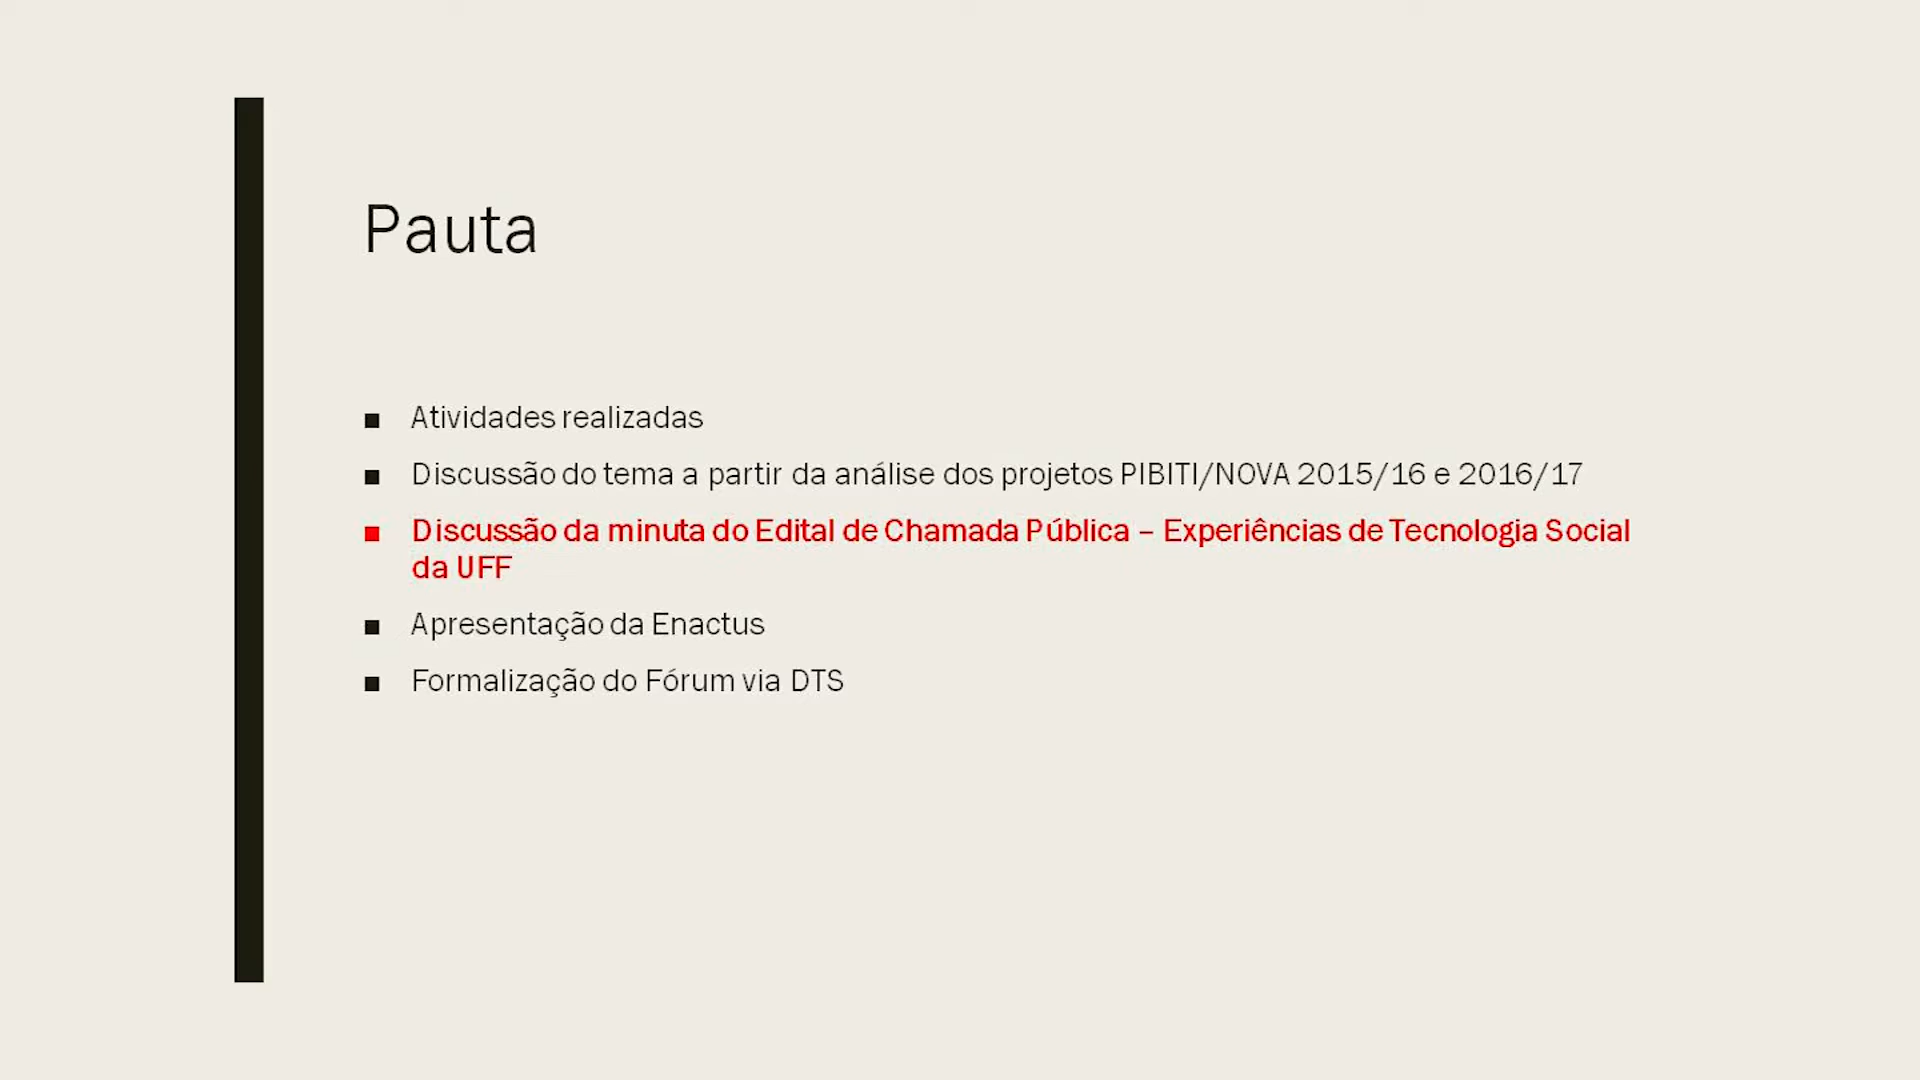 Pauta
■ Atividades realizadas
■ Discussão do tema a partir da análise dos projetos PIBITI/NOVA 2015/16 e 2016/17
■ Discussão da minuta do Edital de Chamada Pública – Experiências de Tecnologia Social
da UFF
■ Apresentação da Enactus
■ Formalização do Fórum via DTS